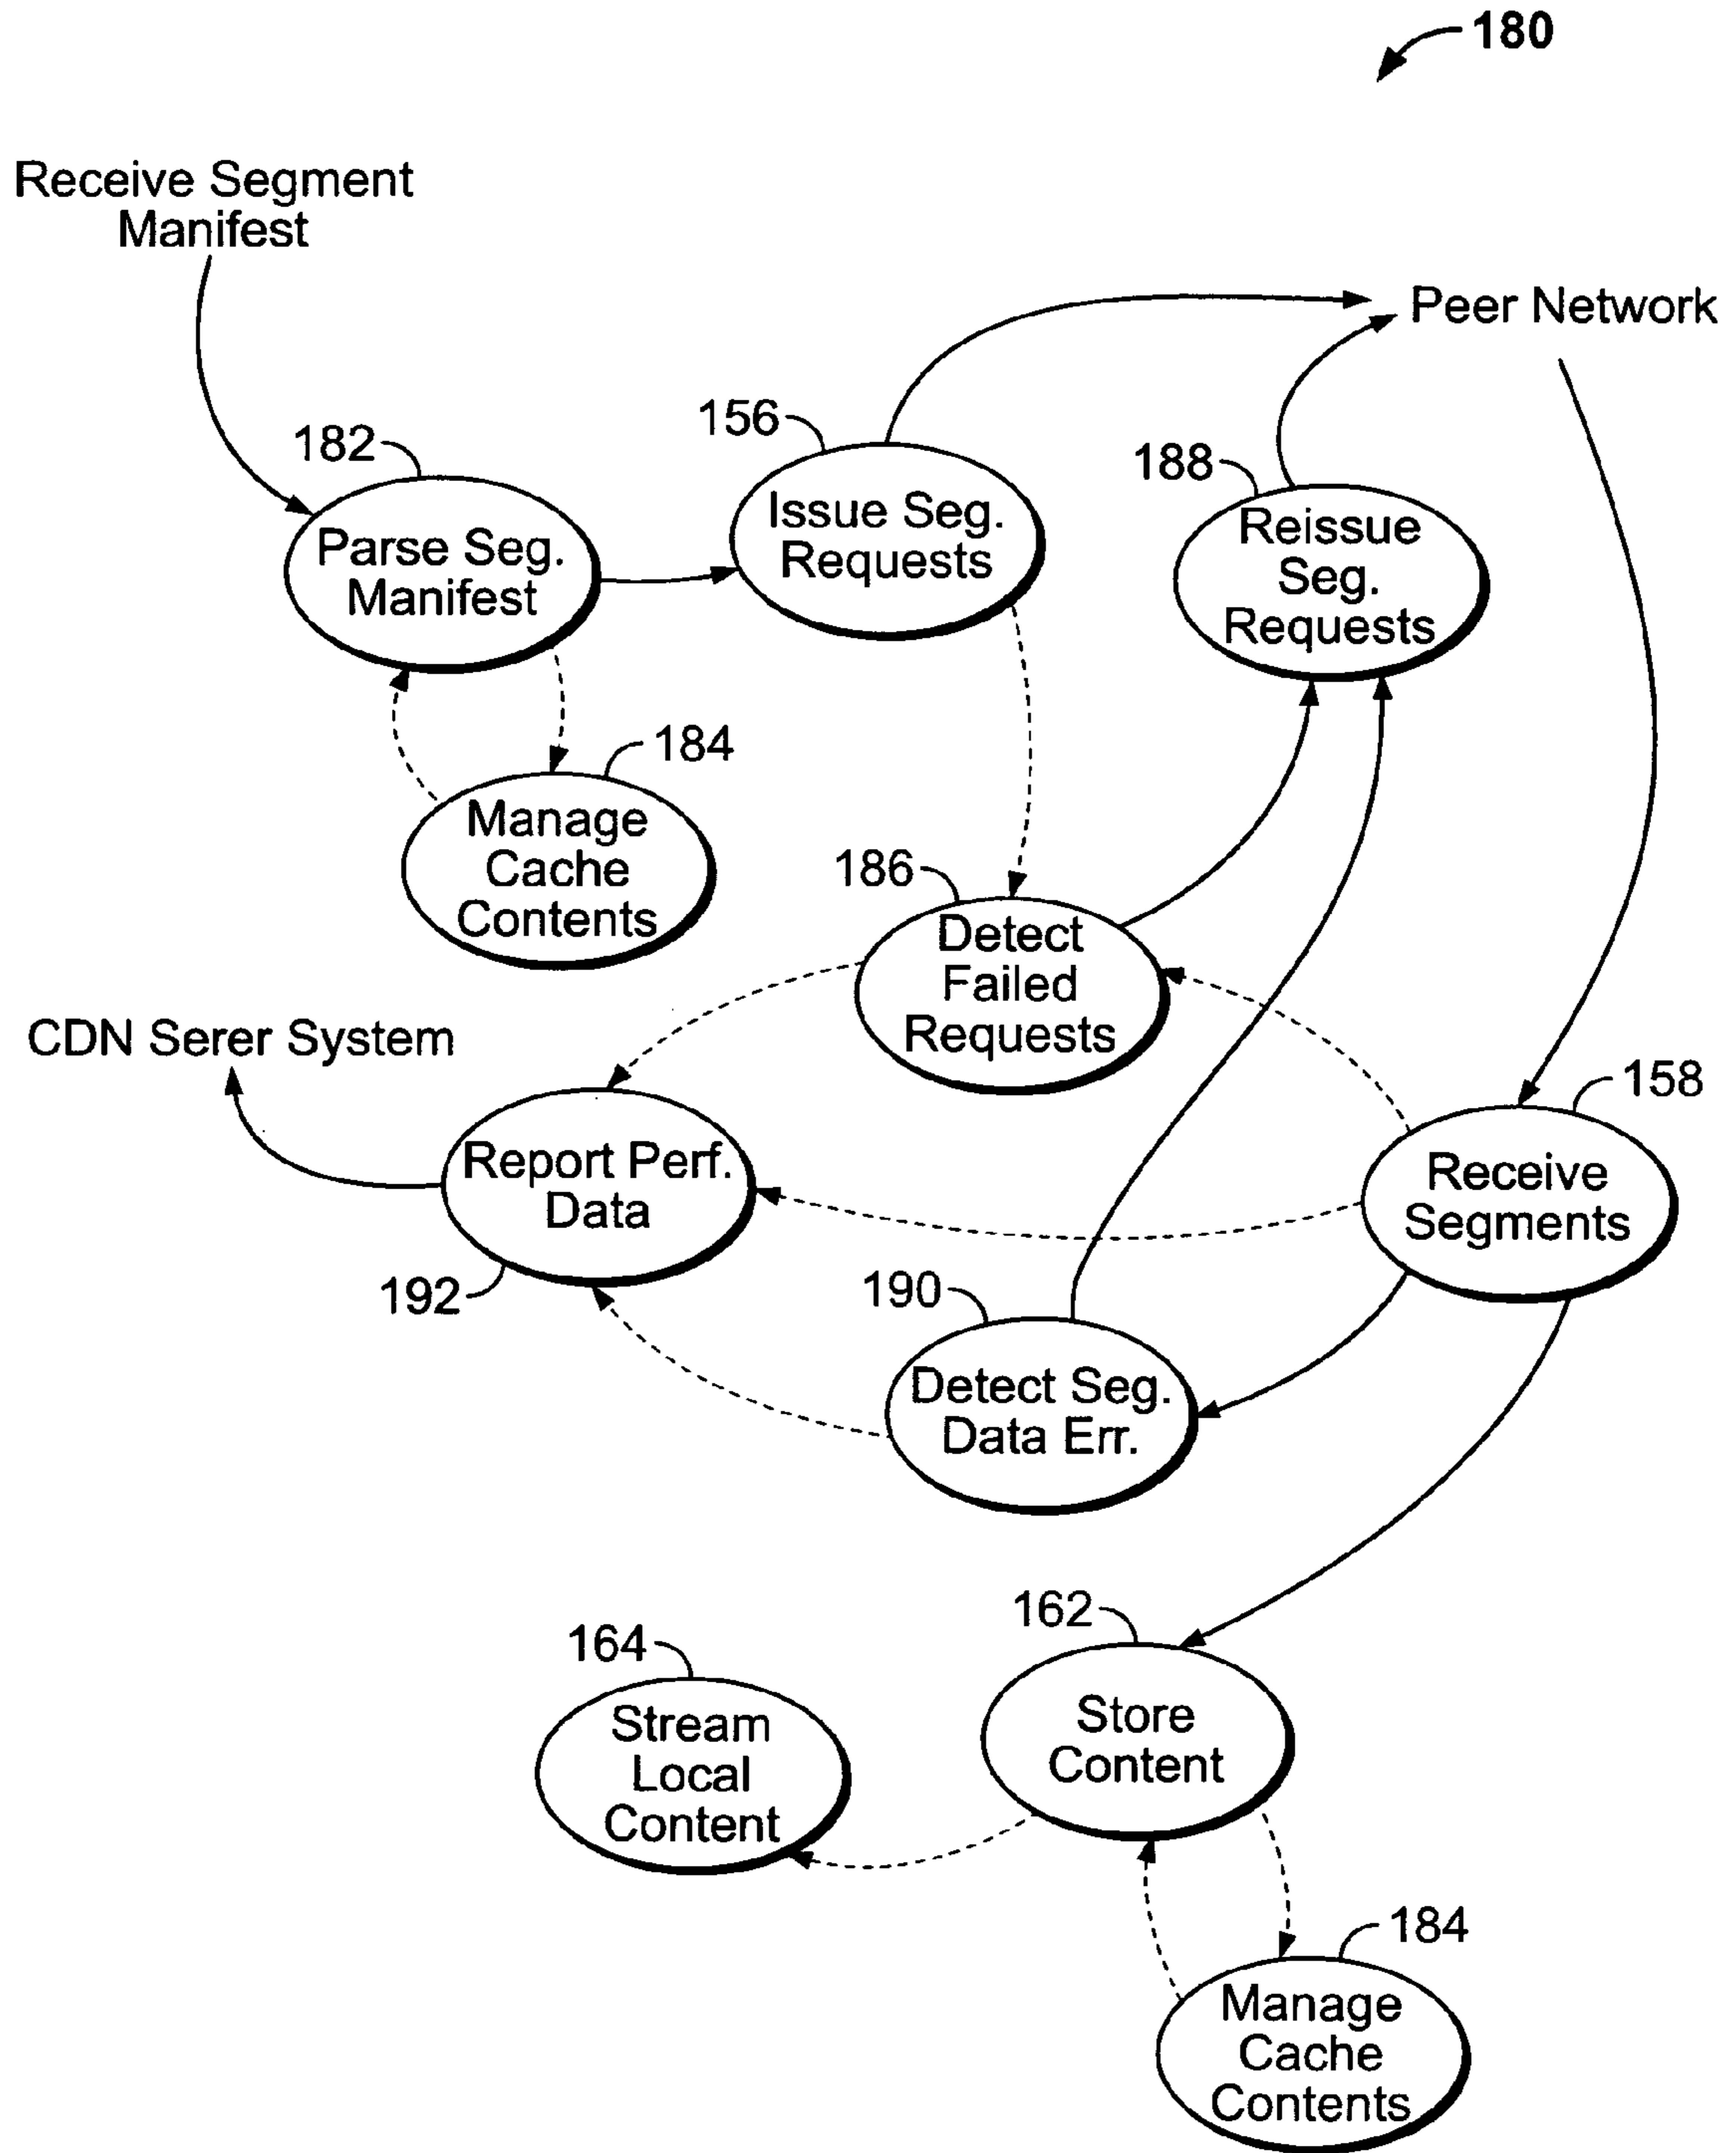 180
Receive Segment
Manifest
Peer Network
156
182
188
Issue Seg.
Requests
Reissue
Seg.
Requests
Parse Seg.
Manifest
184
Manage
Cache
Contents
186
Detect
Failed
Requests
CDN Serer System
158
Report Perf.
Data
Receive
Segments
192
190
Detect Seg.
Data Err.
162
164
Store
Content
Stream
Local
Content
184
Manage
Cache
Contents